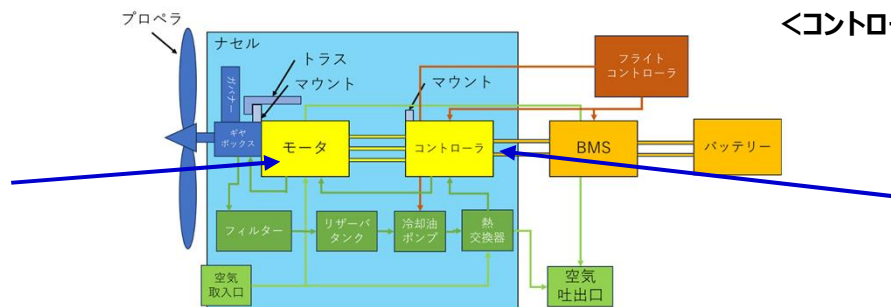 プロペラ
<コントロー
ナセル
トラス
マウント
マウント
フライト
コントローラ
ガバナー
ギヤ
ボックス
モータ
コントローラ
BMS
バッテリー
フィルター
リザーバ
タンク
冷却油
ポンプ
熱
交換器
空気
取入口
空気
吐出口